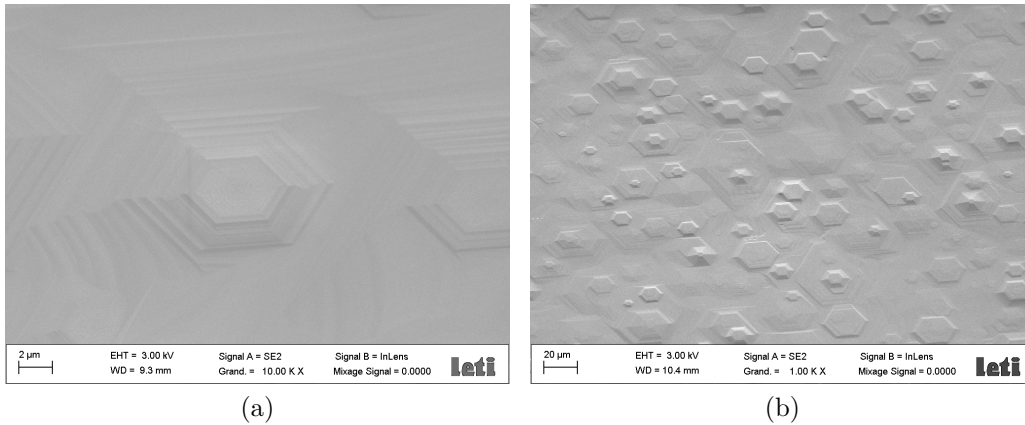 2 µm
EHT = 3.00 kV
WD = 9.3 mm
Signal A = SE2
Grand. = 10.00 K X
Signal B = InLens
Mixage Signal = 0.0000
leti
20 µm
EHT = 3.00 kV
WD = 10.4 mm
Signal A = SE2
Grand. = 1.00 K X
Signal B = InLens
Mixage Signal = 0.0000
leti
(a)
(b)